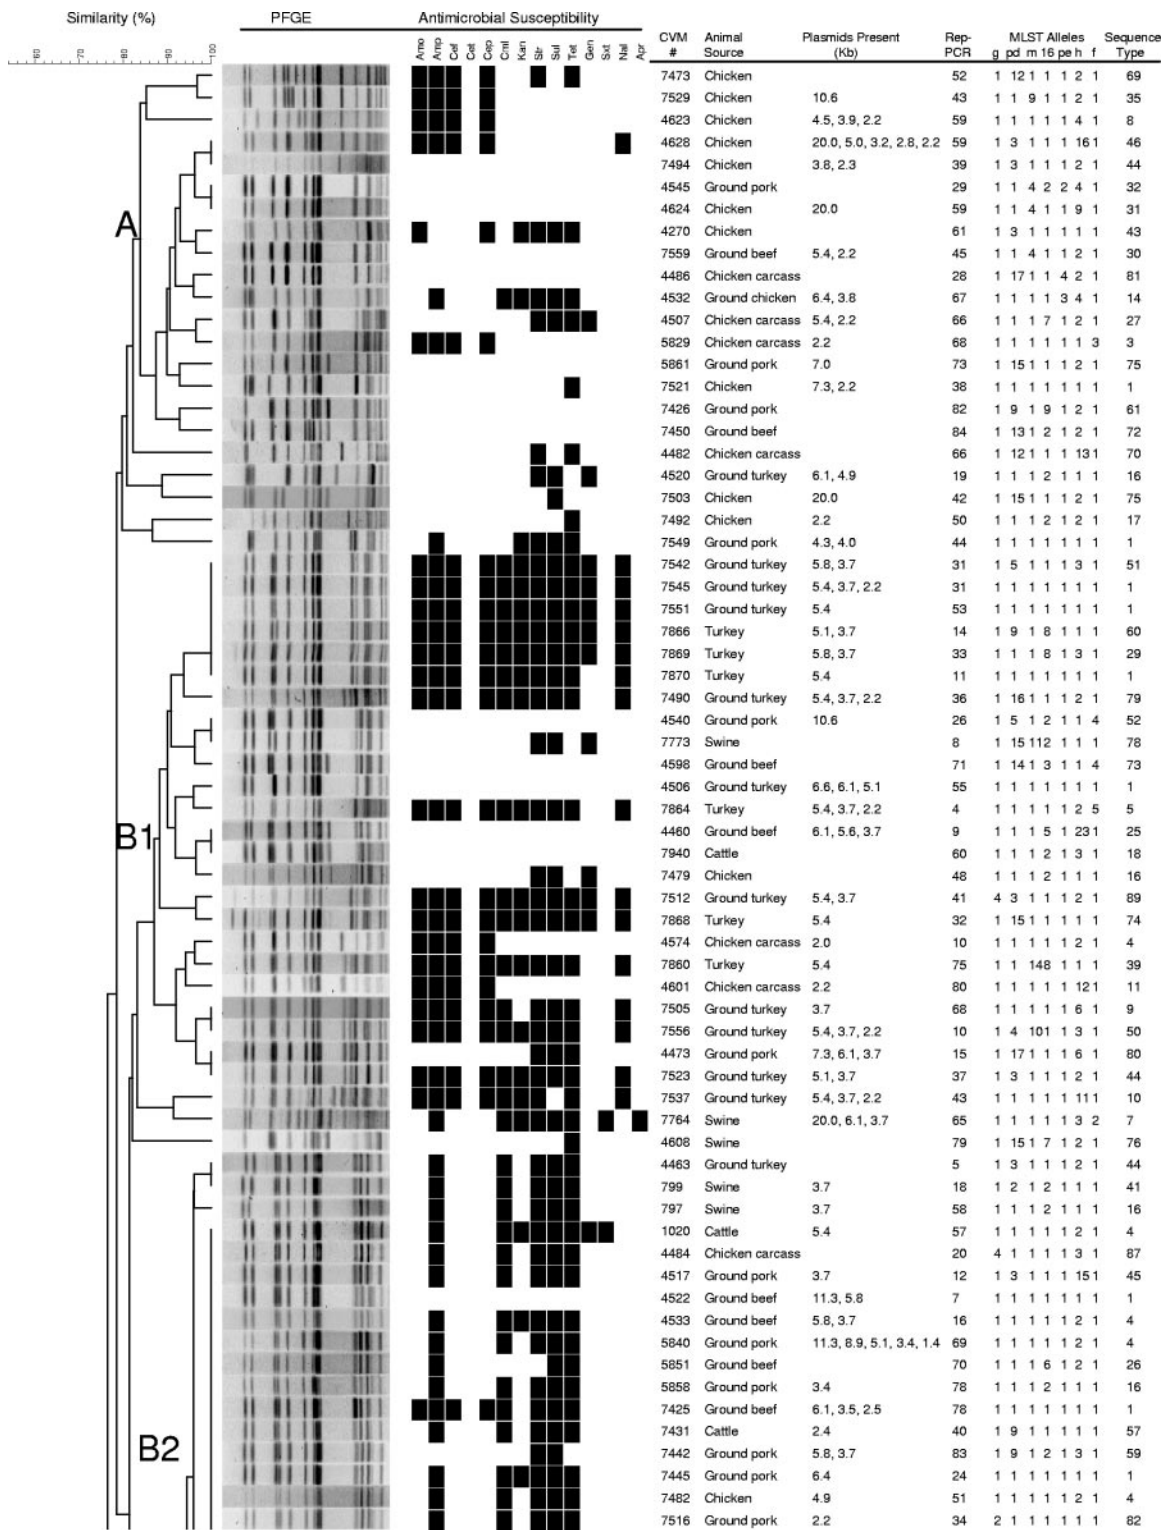 Similarity (%) PFGE Antimicrobial Susceptibility
60 70 80 90 100 Amo Amp Cef Cet Cep Cml Kan Str Sul Tet Gen Sxt Nal Apr
CVM Animal Plasmids Present Rep- MLST Alleles Sequence
# Source (Kb) PCR g pd m 16 pe h f Type
7473 Chicken 52 1 12 1 1 1 2 1 69
7529 Chicken 10.6 43 1 1 9 1 1 2 1 35
4623 Chicken 4.5, 3.9, 2.2 59 1 1 1 1 1 4 1 8
4628 Chicken 20.0, 5.0, 3.2, 2.8, 2.2 59 1 3 1 1 1 16 1 46
7494 Chicken 3.8, 2.3 39 1 3 1 1 1 2 1 44
4545 Ground pork 29 1 1 4 2 2 4 1 32
4624 Chicken 20.0 59 1 1 4 1 1 9 1 31
A
4270 Chicken 61 1 3 1 1 1 1 1 43
7559 Ground beef 5.4, 2.2 45 1 1 4 1 1 2 1 30
4486 Chicken carcass 28 1 17 1 1 4 2 1 81
4532 Ground chicken 6.4, 3.8 67 1 1 1 1 3 4 1 14
4507 Chicken carcass 5.4, 2.2 66 1 1 1 7 1 2 1 27
5829 Chicken carcass 2.2 68 1 1 1 1 1 1 3 3
5861 Ground pork 7.0 73 1 15 1 1 1 2 1 75
7521 Chicken 7.3, 2.2 38 1 1 1 1 1 1 1 1
7426 Ground pork 82 1 9 1 9 1 2 1 61
7450 Ground beef 84 1 13 1 2 1 2 1 72
4482 Chicken carcass 66 1 12 1 1 1 13 1 70
4520 Ground turkey 6.1, 4.9 19 1 1 1 2 1 1 1 16
7503 Chicken 20.0 42 1 15 1 1 1 2 1 75
7492 Chicken 2.2 50 1 1 1 2 1 2 1 17
7549 Ground pork 4.3, 4.0 44 1 1 1 1 1 1 1 1
7542 Ground turkey 5.8, 3.7 31 1 5 1 1 1 3 1 51
7545 Ground turkey 5.4, 3.7, 2.2 31 1 1 1 1 1 1 1 1
7551 Ground turkey 5.4 53 1 1 1 1 1 1 1 1
7866 Turkey 5.1, 3.7 14 1 9 1 8 1 1 1 60
7869 Turkey 5.8, 3.7 33 1 1 1 8 1 3 1 29
7870 Turkey 5.4 11 1 1 1 1 1 1 1 1
7490 Ground turkey 5.4, 3.7, 2.2 36 1 16 1 1 1 2 1 79
4540 Ground pork 10.6 26 1 5 1 2 1 1 4 52
7773 Swine 8 1 15 1 12 1 1 1 78
4598 Ground beef 71 1 14 1 3 1 1 4 73
4506 Ground turkey 6.6, 6.1, 5.1 55 1 1 1 1 1 1 1 1
7864 Turkey 5.4, 3.7, 2.2 4 1 1 1 1 1 2 5 5
B1
4460 Ground beef 6.1, 5.6, 3.7 9 1 1 1 5 1 23 1 25
7940 Cattle 60 1 1 1 2 1 3 1 18
7479 Chicken 48 1 1 1 2 1 1 1 16
7512 Ground turkey 5.4, 3.7 41 4 3 1 1 1 2 1 89
7868 Turkey 5.4 32 1 15 1 1 1 1 1 74
4574 Chicken carcass 2.0 10 1 1 1 1 1 2 1 4
7860 Turkey 5.4 75 1 1 14 8 1 1 1 39
4601 Chicken carcass 2.2 80 1 1 1 1 1 12 1 11
7505 Ground turkey 3.7 68 1 1 1 1 1 6 1 9
7556 Ground turkey 5.4, 3.7, 2.2 10 1 4 10 1 1 3 1 50
4473 Ground pork 7.3, 6.1, 3.7 15 1 17 1 1 1 6 1 80
7523 Ground turkey 5.1, 3.7 37 1 3 1 1 1 2 1 44
7537 Ground turkey 5.4, 3.7, 2.2 43 1 1 1 1 1 11 1 10
7764 Swine 20.0, 6.1, 3.7 65 1 1 1 1 1 3 2 7
4608 Swine 79 1 15 1 7 1 2 1 76
4463 Ground turkey 5 1 3 1 1 1 2 1 44
799 Swine 3.7 18 1 2 1 2 1 1 1 41
797 Swine 3.7 58 1 1 1 2 1 1 1 16
1020 Cattle 5.4 57 1 1 1 1 1 2 1 4
4484 Chicken carcass 20 4 1 1 1 1 3 1 87
4517 Ground pork 3.7 12 1 3 1 1 1 15 1 45
4522 Ground beef 11.3, 5.8 7 1 1 1 1 1 1 1 1
4533 Ground beef 5.8, 3.7 16 1 1 1 1 1 2 1 4
5840 Ground pork 11.3, 8.9, 5.1, 3.4, 1.4 69 1 1 1 1 1 2 1 4
5851 Ground beef 70 1 1 1 6 1 2 1 26
5858 Ground pork 3.4 78 1 1 1 2 1 1 1 16
7425 Ground beef 6.1, 3.5, 2.5 78 1 1 1 1 1 1 1 1
7431 Cattle 2.4 40 1 9 1 1 1 1 1 57
B2
7442 Ground pork 5.8, 3.7 83 1 9 1 2 1 3 1 59
7445 Ground pork 6.4 24 1 1 1 1 1 1 1 1
7482 Chicken 4.9 51 1 1 1 1 1 2 1 4
7516 Ground pork 2.2 34 2 1 1 1 1 1 1 82